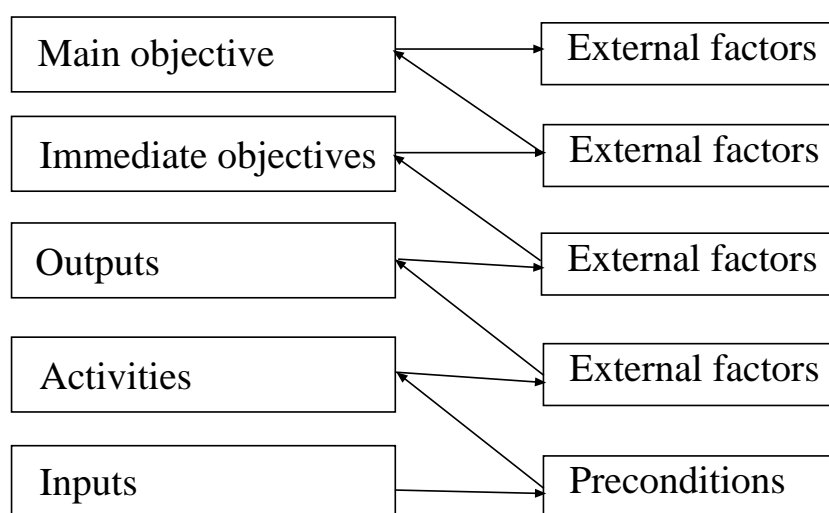 Main objective
External factors
Immediate objectives
External factors
Outputs
External factors
Activities
External factors
Inputs
Preconditions